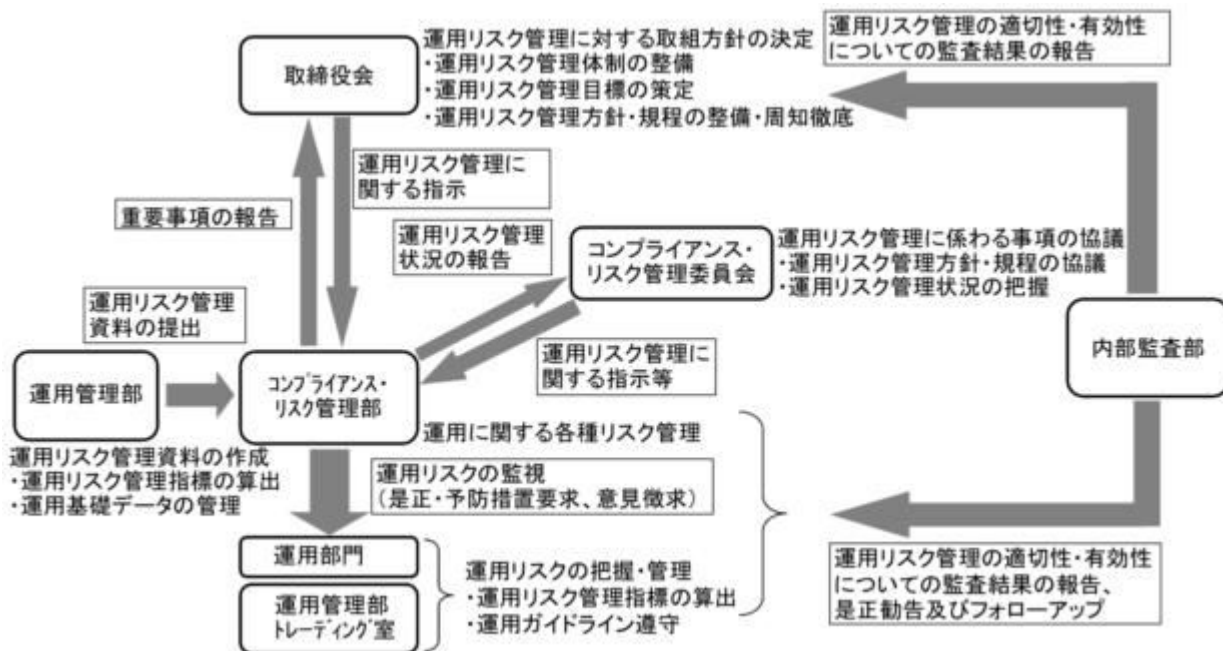 取締役会
運用リスク管理に対する取組方針の決定
・運用リスク管理体制の整備
・運用リスク管理目標の策定
・運用リスク管理方針・規程の整備・周知徹底
運用リスク管理の適切性・有効性
についての監査結果の報告
運用リスク管理に
関する指示
重要事項の報告
運用リスク管理
状況の報告
コンプライアンス・
リスク管理委員会
運用リスク管理に係わる事項の協議
・運用リスク管理方針・規程の協議
・運用リスク管理状況の把握
運用リスク管理
資料の提出
運用リスク管理に
関する指示等
内部監査部
運用管理部
コンプライアンス・
リスク管理部
運用に関する各種リスク管理
運用リスク管理資料の作成
・運用リスク管理指標の算出
・運用基礎データの管理
運用リスクの監視
（是正・予防措置要求、意見徴求）
運用部門
運用管理部
トレーディング室
運用リスクの把握・管理
・運用リスク管理指標の算出
・運用ガイドライン遵守
運用リスク管理の適切性・有効性
についての監査結果の報告、
是正勧告及びフォローアップ